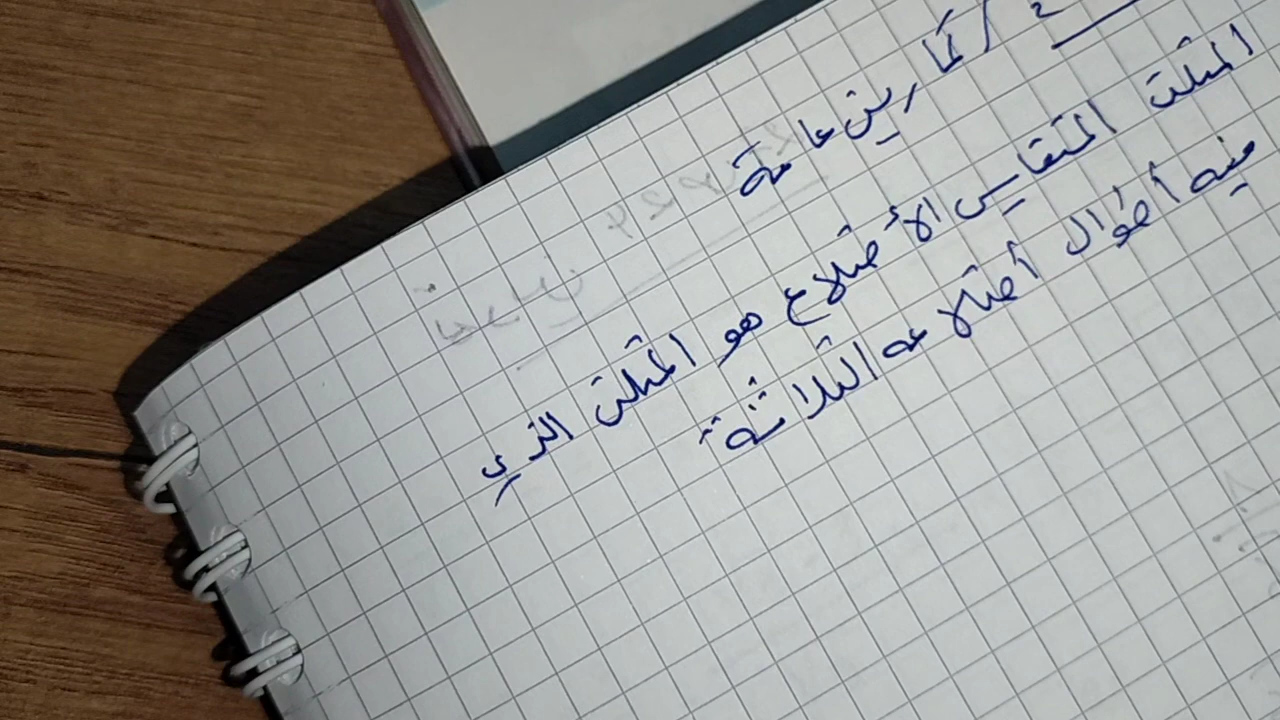 تمارين عامة
المثلث المتقايس الأضلاع هو المثلث الذي
فيه أطوال أضلاعه الثلاثة